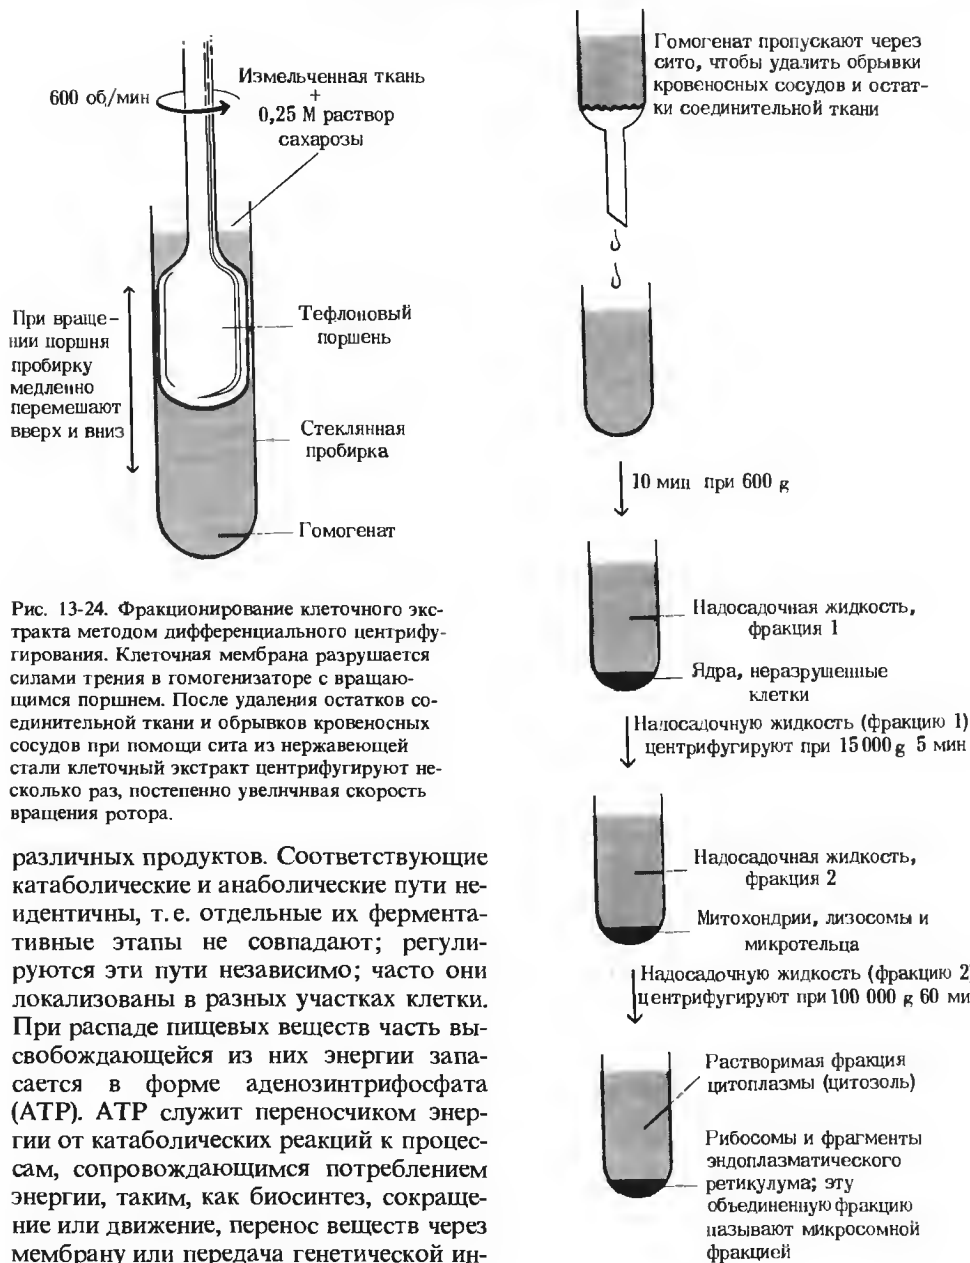 600 об/мин
Измельченная ткань
+
0,25 М раствор
сахарозы
При враще-
нии поршня
пробирку
медленно
перемешают
вверх и вниз
Тефлоновый
поршень
Стеклянная
пробирка
Гомогенат
Рис. 13-24. Фракционирование клеточного экс-
тракта методом дифференциального центрифу-
гирования. Клеточная мембрана разрушается
силами трения в гомогенизаторе с вращаю-
щимся поршнем. После удаления остатков со-
единительной ткани и обрывков кровеносных
сосудов при помощи сита из нержавеющей
стали клеточный экстракт центрифугируют не-
сколько раз, постепенно увеличивая скорость
вращения ротора.
различных продуктов. Соответствующие
катаболические и анаболические пути не-
идентичны, т. е. отдельные их фермента-
тивные этапы не совпадают; регули-
руются эти пути независимо; часто они
локализованы в разных участках клетки.
При распаде пищевых веществ часть вы-
свобождающейся из них энергии запа-
сается в форме аденозинтрифосфата
(АТР). АТР служит переносчиком энер-
гии от катаболических реакций к процес-
сам, сопровождающимся потреблением
энергии, таким, как биосинтез, сокраще-
ние или движение, перенос веществ через
мембрану или передача генетической ин-
Гомогенат пропускают через
сито, чтобы удалить обрывки
кровеносных сосудов и остат-
ки соединительной ткани
10 мин при 600 g
Надосадочная жидкость,
фракция 1
Ядра, неразрушенные
клетки
Надосадочную жидкость (фракцию 1)
центрифугируют при 15 000 g 5 мин
Надосадочная жидкость,
фракция 2
Митохондрии, лизосомы и
микротельца
Надосадочную жидкость (фракцию 2)
центрифугируют при 100 000 g 60 ми
Растворимая фракция
цитоплазмы (цитозоль)
Рибосомы и фрагменты
эндоплазматического
ретикулума; эту
объединенную фракцию
называют микросомной
фракцией